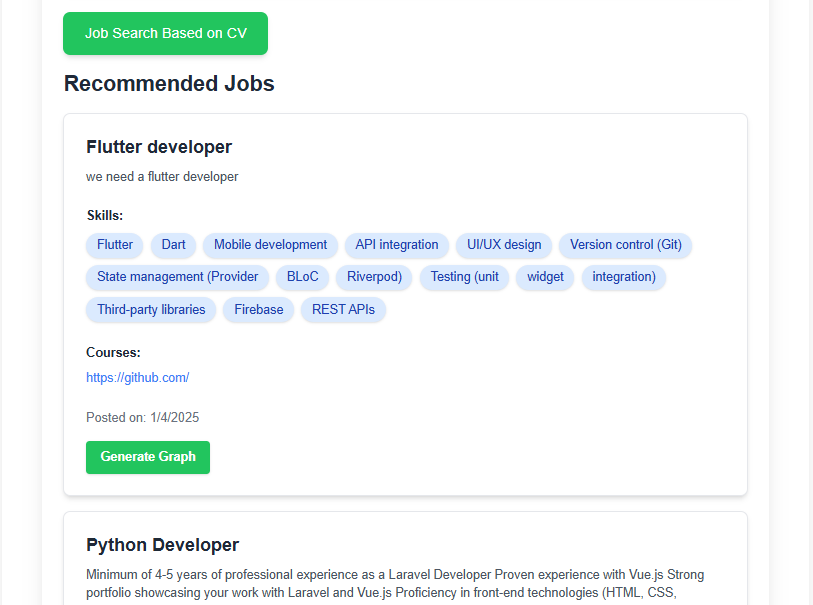 Job Search Based on CV
Recommended Jobs
Flutter developer
we need a flutter developer
Skills:
Flutter Dart Mobile development API integration UI/UX design Version control (Git)
State management (Provider BLoC Riverpod) Testing (unit widget integration)
Third-party libraries Firebase REST APIs
Courses:
https://github.com/
Posted on: 1/4/2025
Generate Graph
Python Developer
Minimum of 4-5 years of professional experience as a Laravel Developer Proven experience with Vue.js Strong
portfolio showcasing your work with Laravel and Vue.js Proficiency in front-end technologies (HTML, CSS,